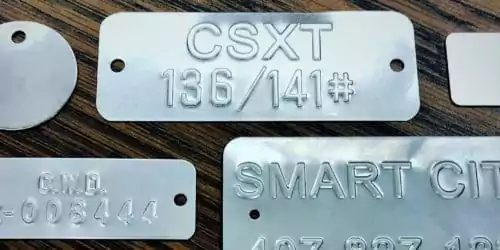 CSXT
136/141#
C.N.D.
-008444
SMART CIT